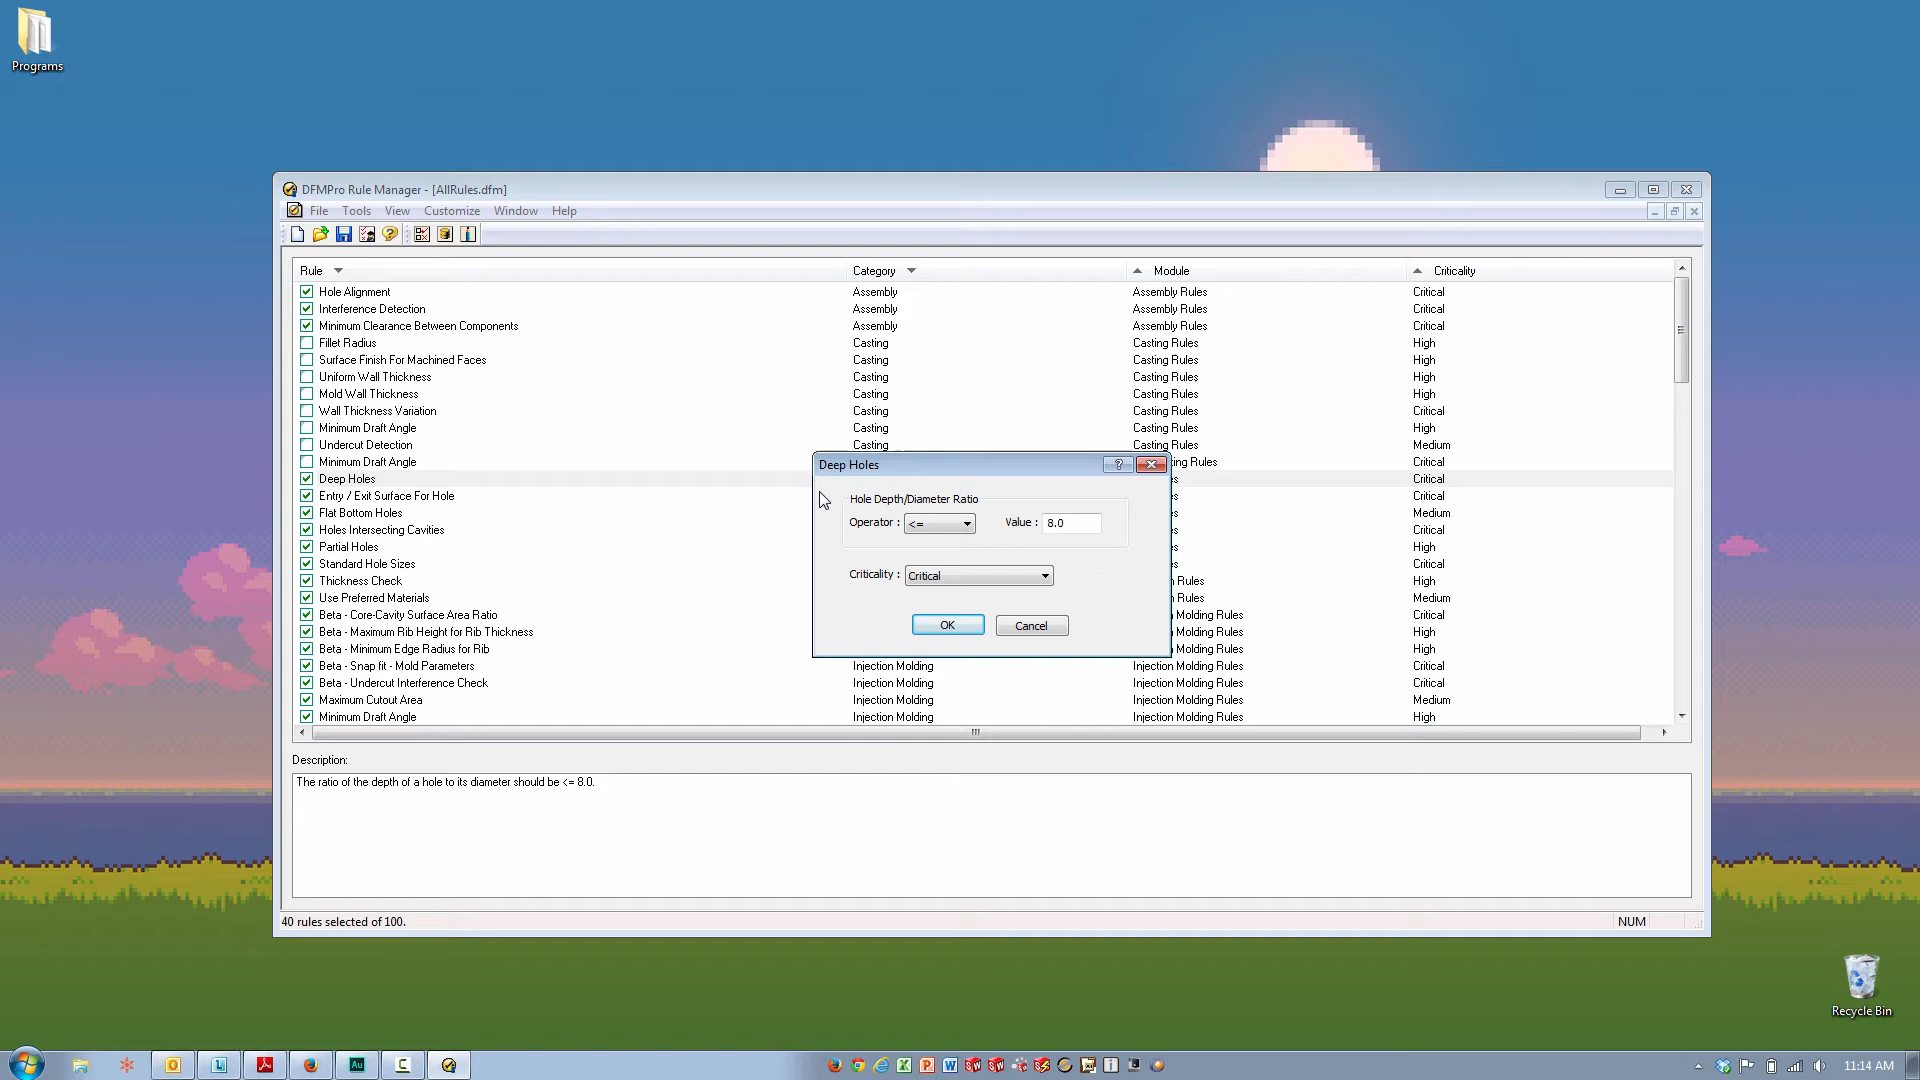 Programs
DFMPro Rule Manager - [AllRules.dfm]
File Tools View Customize Window Help
Rule Category Module Criticality
Hole Alignment Assembly Assembly Rules Critical
Interference Detection Assembly Assembly Rules Critical
Minimum Clearance Between Components Assembly Assembly Rules Critical
Fillet Radius Casting Casting Rules High
Surface Finish For Machined Faces Casting Casting Rules High
Uniform Wall Thickness Casting Casting Rules High
Mold Wall Thickness Casting Casting Rules High
Wall Thickness Variation Casting Casting Rules Critical
Minimum Draft Angle Casting Casting Rules High
Undercut Detection Casting Casting Rules Medium
Minimum Draft Angle Rules Critical
Deep Holes Critical
Entry / Exit Surface For Hole Critical
Flat Bottom Holes Medium
Holes Intersecting Cavities Critical
Partial Holes High
Standard Hole Sizes Critical
Thickness Check Rules High
Use Preferred Materials Rules Medium
Beta - Core-Cavity Surface Area Ratio Molding Rules Critical
Beta - Maximum Rib Height for Rib Thickness Molding Rules High
Beta - Minimum Edge Radius for Rib Molding Rules High
Beta - Snap fit - Mold Parameters Injection Molding Injection Molding Rules Critical
Beta - Undercut Interference Check Injection Molding Injection Molding Rules Critical
Maximum Cutout Area Injection Molding Injection Molding Rules Medium
Minimum Draft Angle Injection Molding Injection Molding Rules High
Deep Holes
Hole Depth/Diameter Ratio
Operator : <= Value : 8.0
Criticality : Critical
OK Cancel
Description:
The ratio of the depth of a hole to its diameter should be <= 8.0.
40 rules selected of 100. NUM
Recycle Bin
11:14 AM